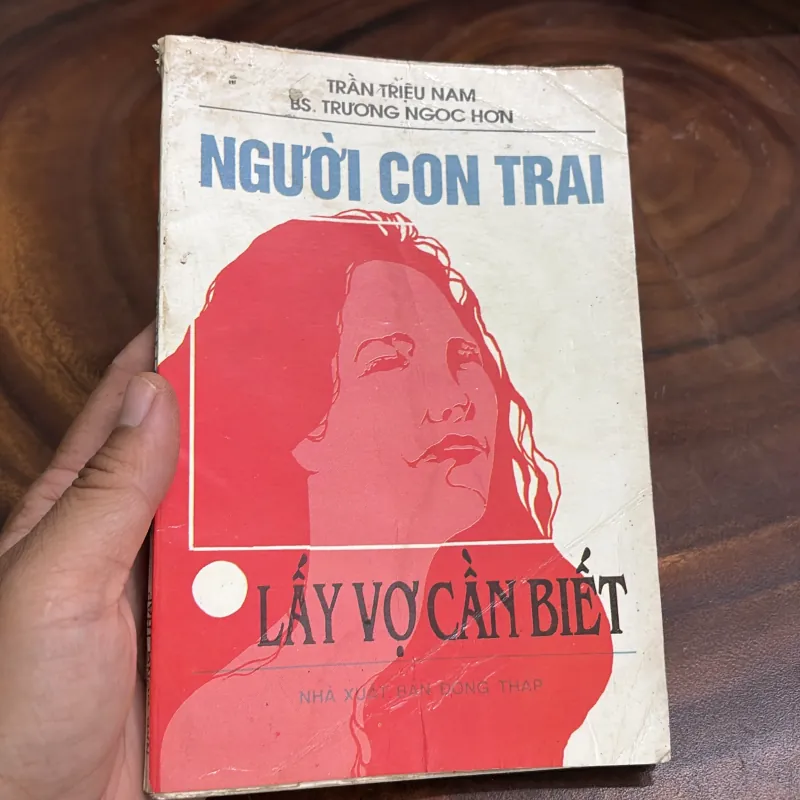 TRẦN TRIỆU NAM
BS. TRƯƠNG NGỌC HƠN
NGƯỜI CON TRAI
LẤY VỢ CẦN BIẾT
NHÀ XUẤT BẢN ĐỒNG THÁP